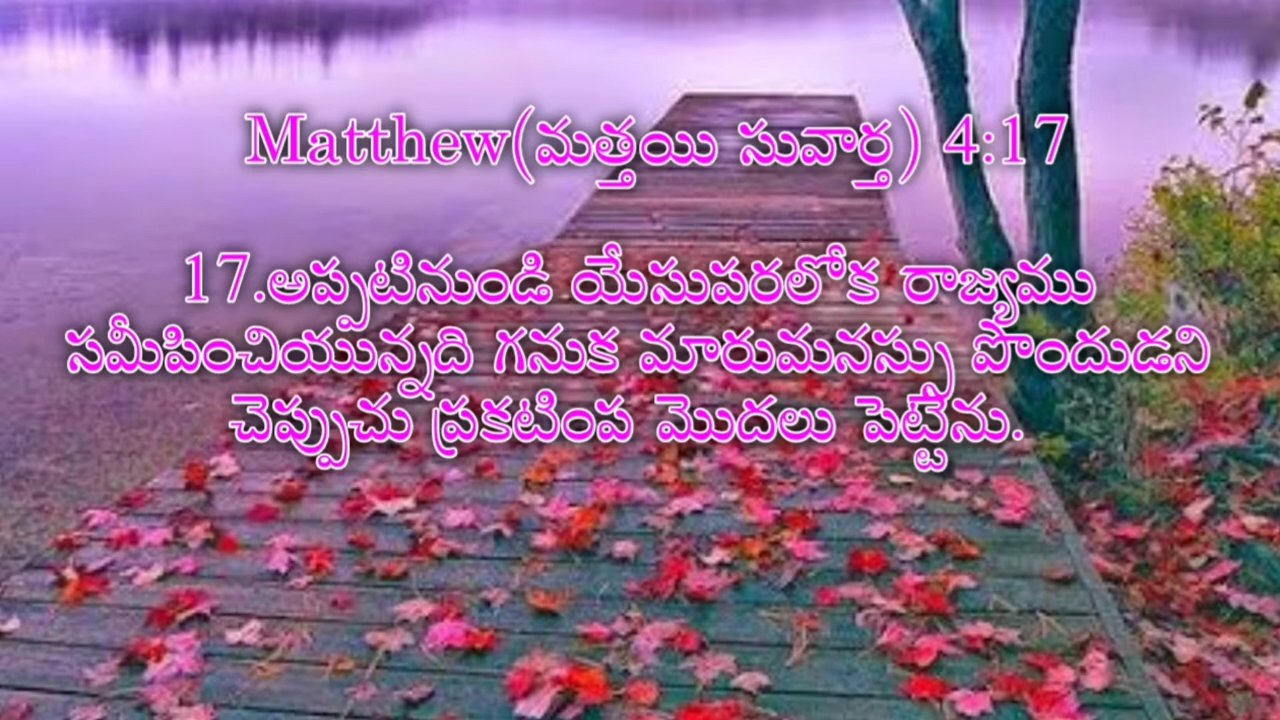 Matthew(మత్తయి సువార్త) 4:17
17.అప్పటినుండి యేసుపరలోక రాజ్యము
సమీపించియున్నది గనుక మారుమనస్సు పొందుడని
చెప్పుచు ప్రకటింప మొదలు పెట్టెను.